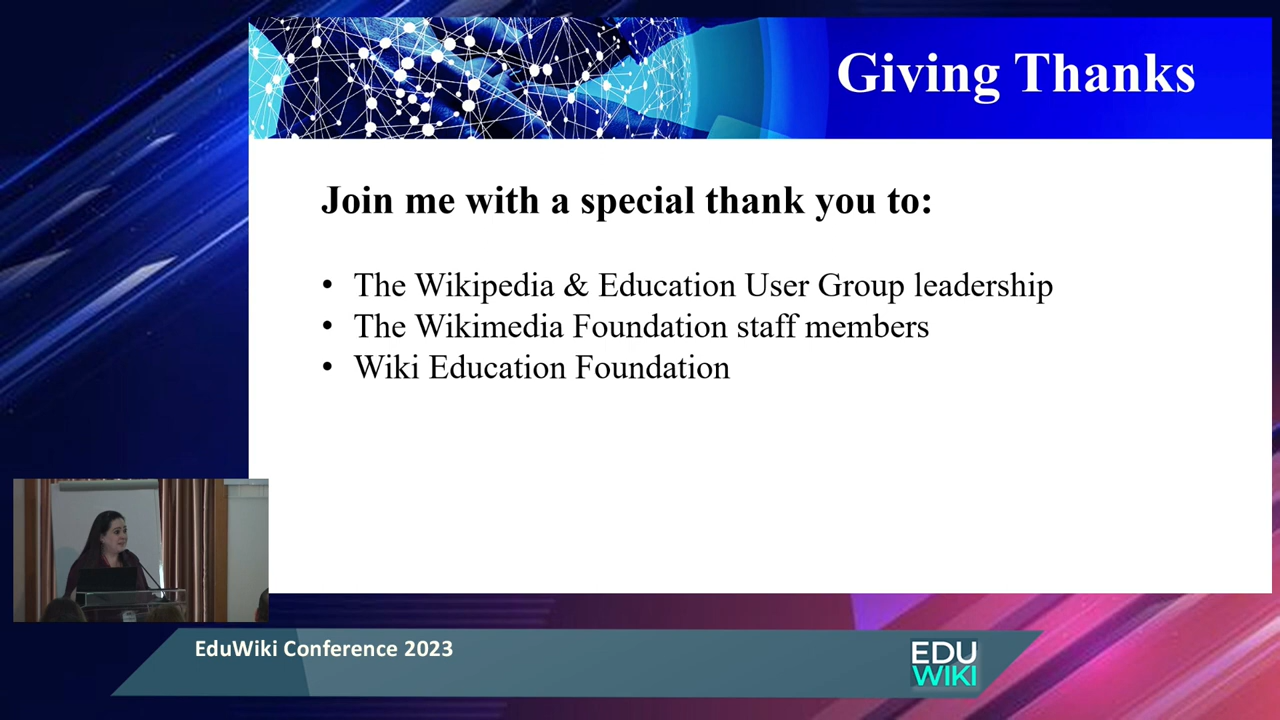 Giving Thanks
Join me with a special thank you to:
• The Wikipedia & Education User Group leadership
• The Wikimedia Foundation staff members
• Wiki Education Foundation
EduWiki Conference 2023
EDU
WIKI